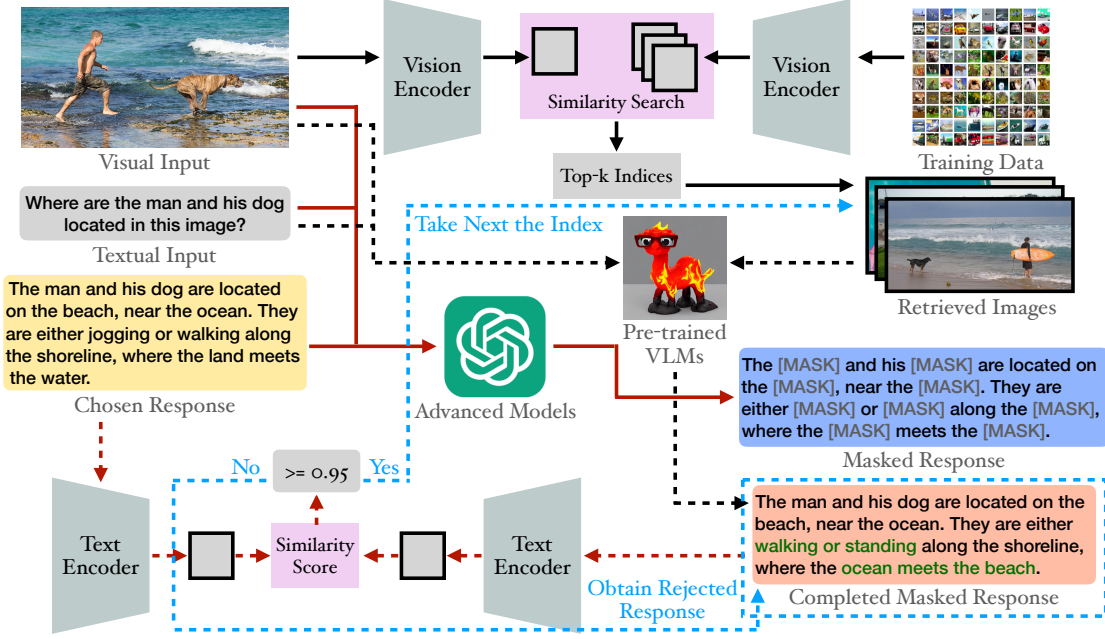 Vision
Encoder
Similarity Search
Vision
Encoder
Training Data
Visual Input
Top-k Indices
Where are the man and his dog
located in this image?
Textual Input
Take Next the Index
Retrieved Images
Pre-trained
VLMs
The man and his dog are located
on the beach, near the ocean. They
are either jogging or walking along
the shoreline, where the land meets
the water.
Chosen Response
Advanced Models
The [MASK] and his [MASK] are located on
the [MASK], near the [MASK]. They are
either [MASK] or [MASK] along the [MASK],
where the [MASK] meets the [MASK].
Masked Response
No
>= 0.95
Yes
Text
Encoder
Similarity
Score
Text
Encoder
The man and his dog are located on the
beach, near the ocean. They are either
walking or standing along the shoreline,
where the ocean meets the beach.
Completed Masked Response
Obtain Rejected
Response